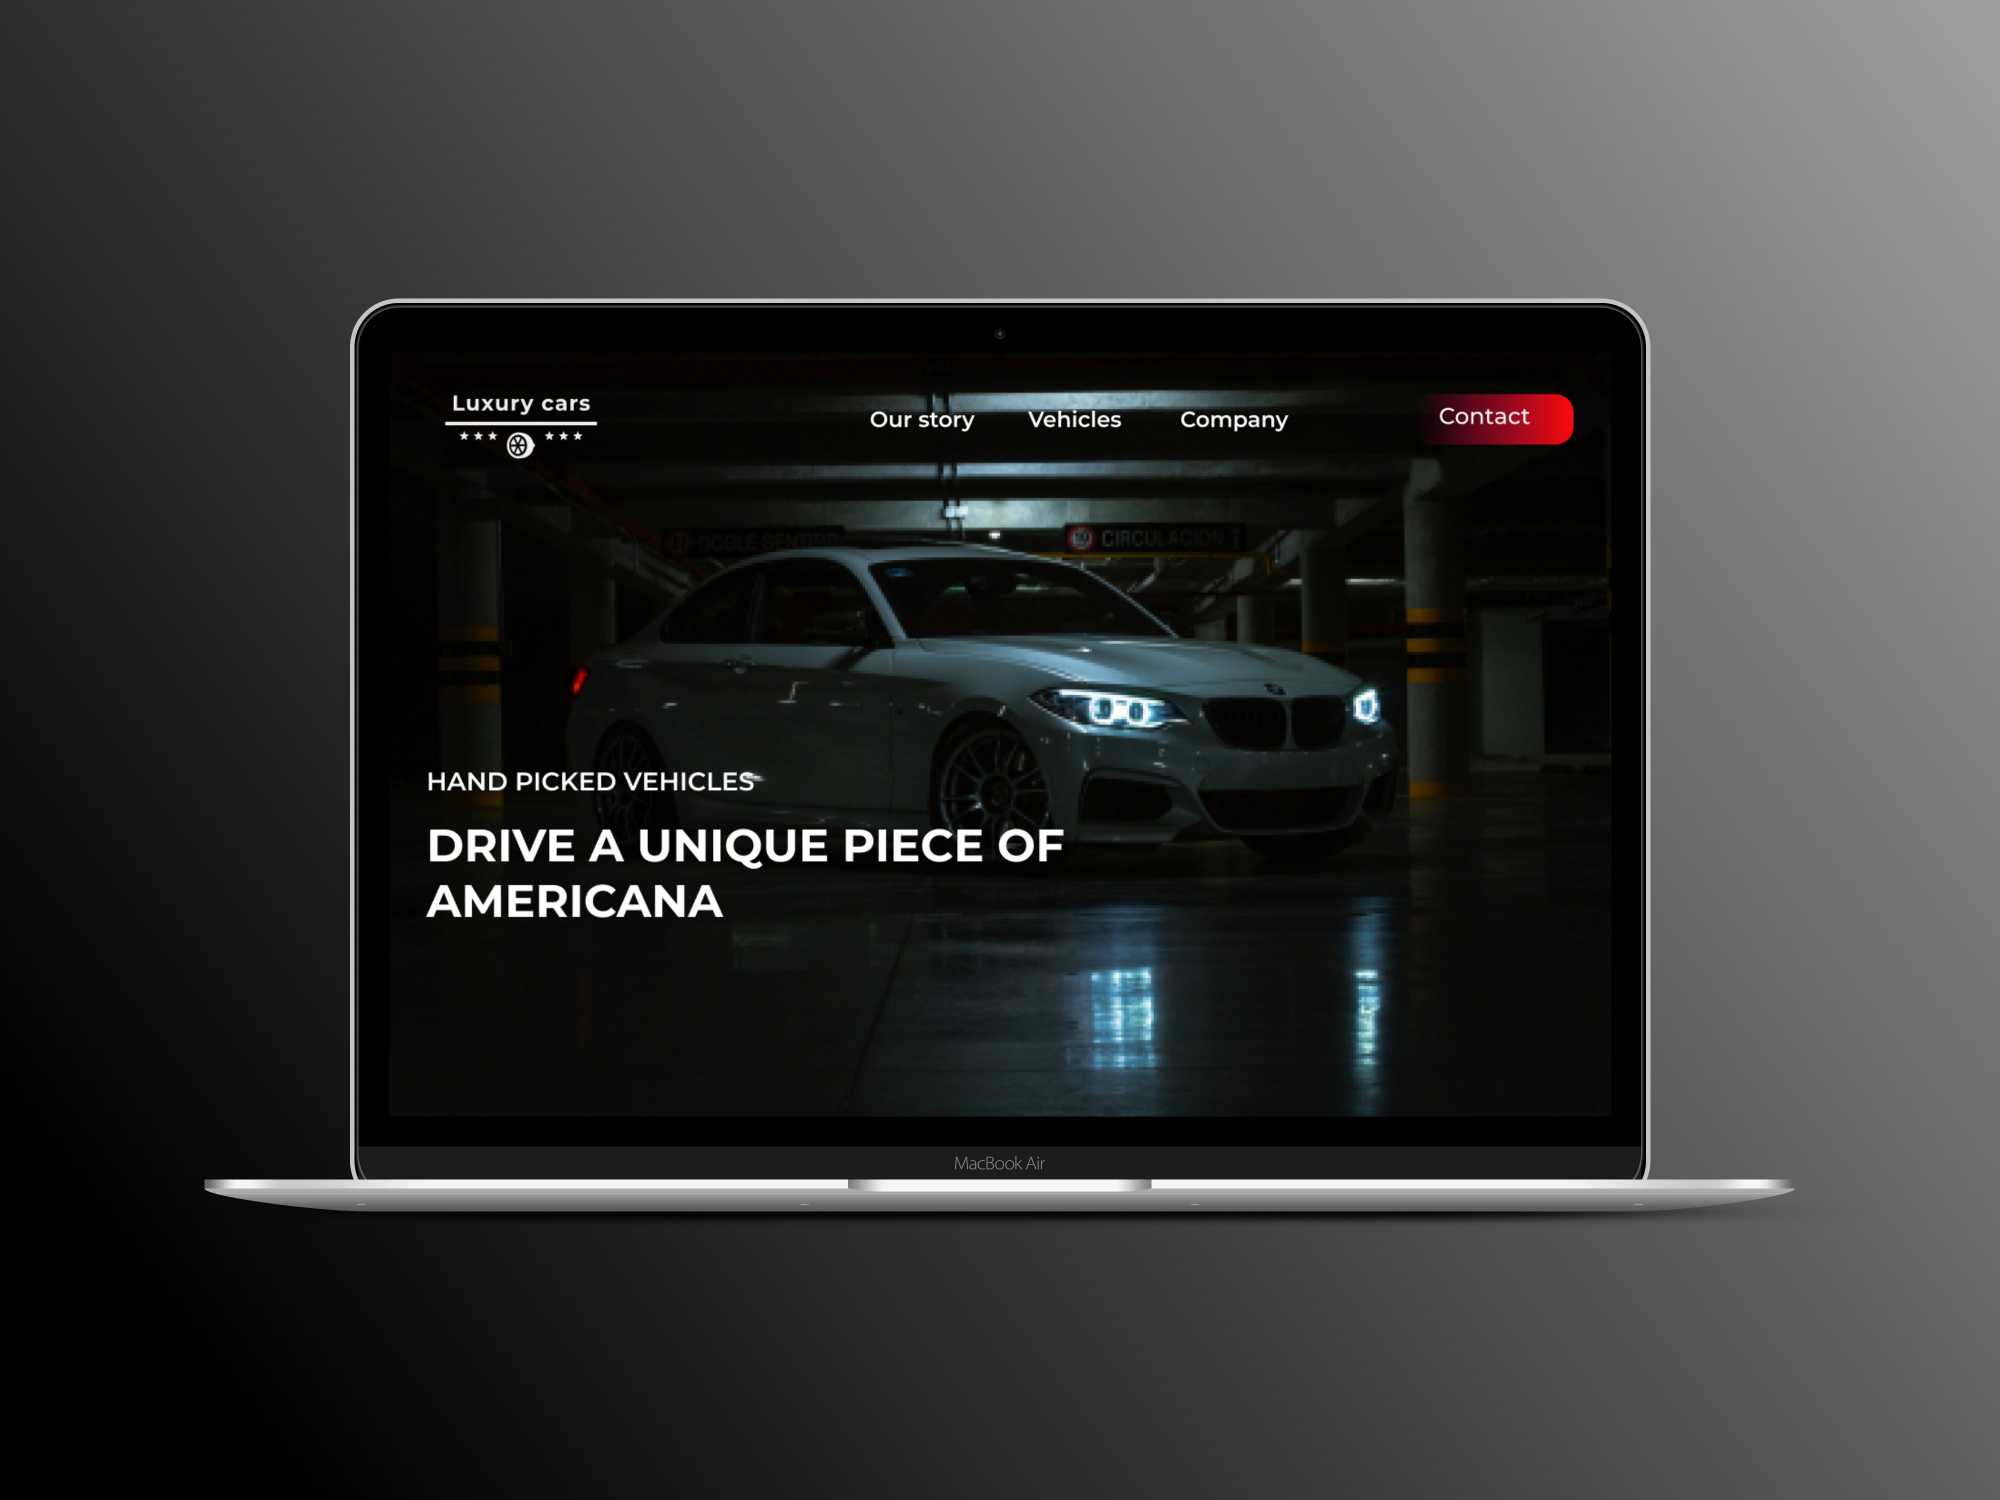 Luxury cars
Our story
Vehicles
Company
Contact
DOBLE SENTIDO
10 CIRCULACION
HAND PICKED VEHICLES
DRIVE A UNIQUE PIECE OF
AMERICANA
MacBook Air